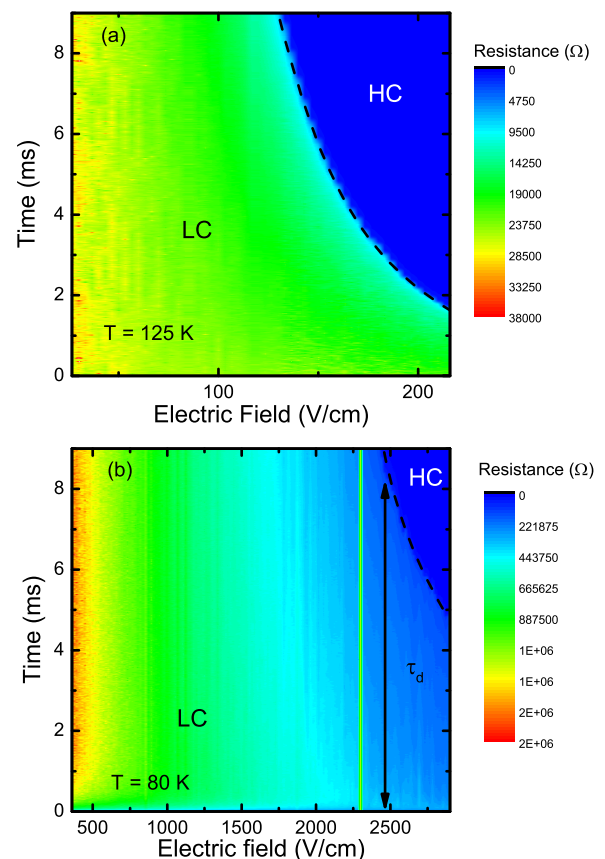 (a)
HC
LC
T = 125 K
Time (ms)
8
6
4
2
0
100
200
Electric Field (V/cm)
Resistance (Ω)
0
4750
9500
14250
19000
23750
28500
33250
38000
(b)
HC
LC
τd
T = 80 K
Time (ms)
8
6
4
2
0
500
1000
1500
2000
2500
Electric field (V/cm)
Resistance (Ω)
0
221875
443750
665625
887500
1E+06
1E+06
2E+06
2E+06